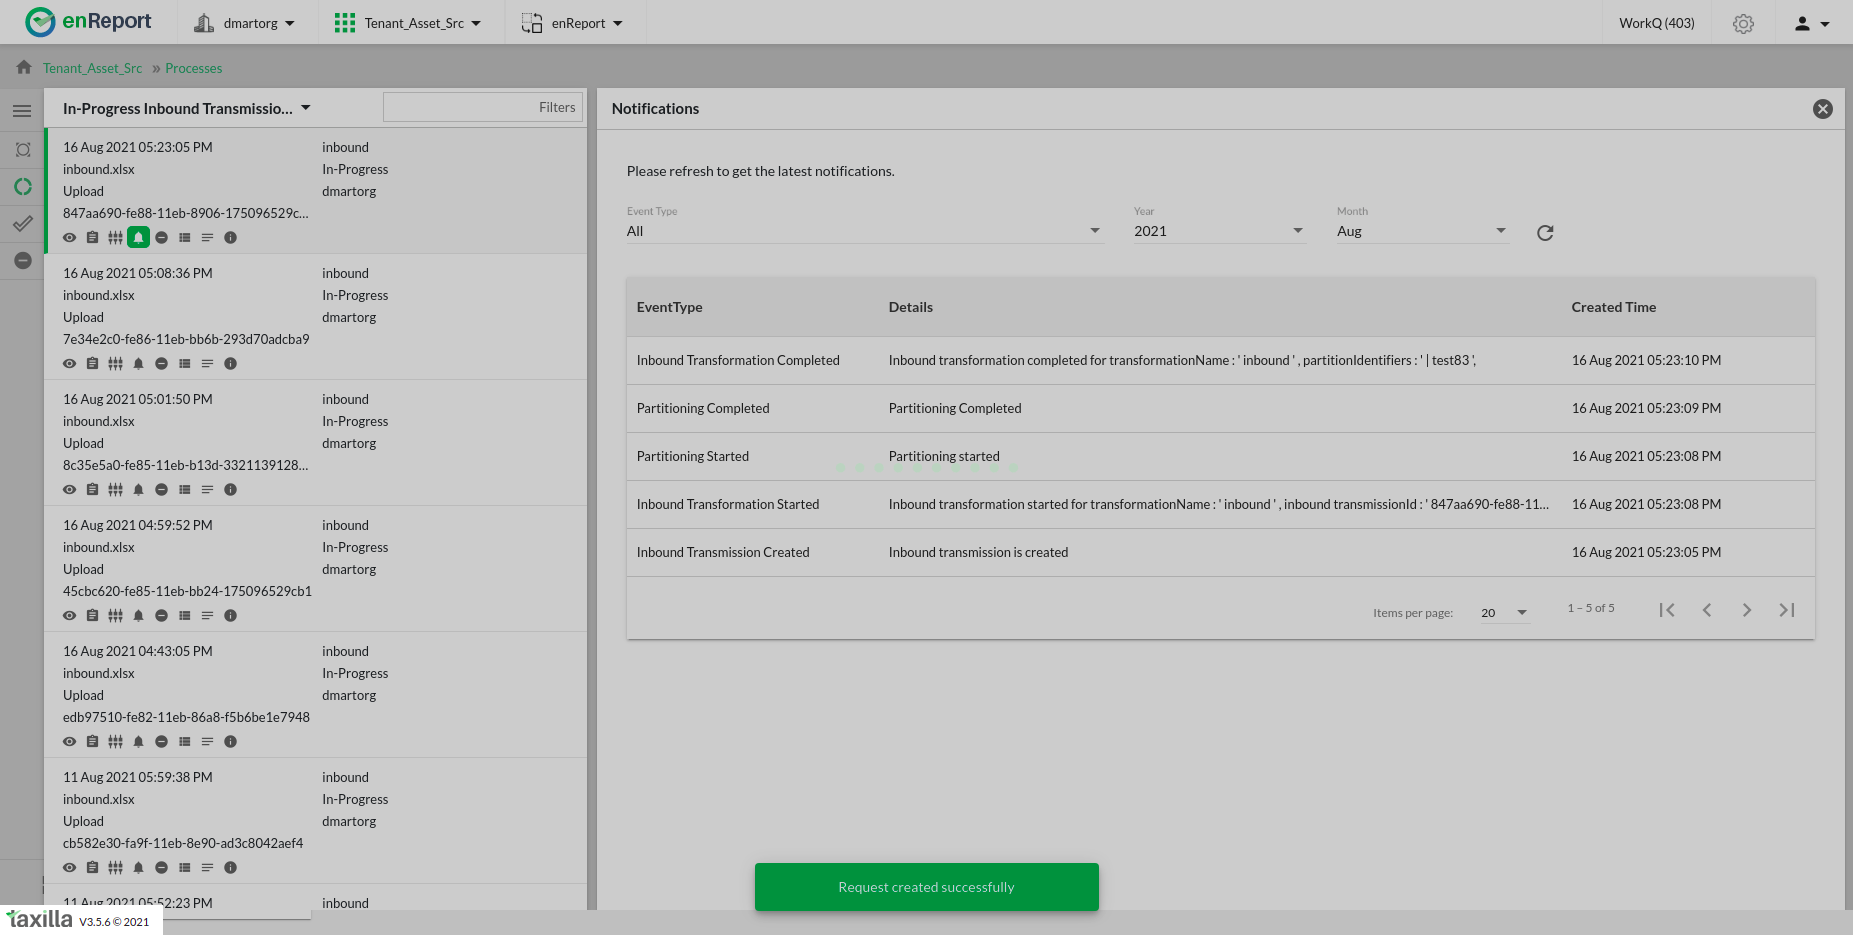 enReport
dmartorg
Tenant_Asset_Src
enReport
WorkQ (403)
Tenant_Asset_Src » Processes
In-Progress Inbound Transmissio...
Filters
16 Aug 2021 05:23:05 PM inbound
inbound.xlsx In-Progress
Upload dmartorg
847aa690-fe88-11eb-8906-175096529c...
16 Aug 2021 05:08:36 PM inbound
inbound.xlsx In-Progress
Upload dmartorg
7e34e2c0-fe86-11eb-bb6b-293d70adcba9
16 Aug 2021 05:01:50 PM inbound
inbound.xlsx In-Progress
Upload dmartorg
8c35e5a0-fe85-11eb-b13d-3321139128...
16 Aug 2021 04:59:52 PM inbound
inbound.xlsx In-Progress
Upload dmartorg
45cbc620-fe85-11eb-bb24-175096529cb1
16 Aug 2021 04:43:05 PM inbound
inbound.xlsx In-Progress
Upload dmartorg
edb97510-fe82-11eb-86a8-f5b6be1e7948
11 Aug 2021 05:59:38 PM inbound
inbound.xlsx In-Progress
Upload dmartorg
cb582e30-fa9f-11eb-8e90-ad3c8042aef4
11 Aug 2021 05:52:23 PM inbound
taxilla V3.5.6 © 2021
Notifications
Please refresh to get the latest notifications.
Event Type Year Month
All 2021 Aug
EventType Details Created Time
Inbound Transformation Completed Inbound transformation completed for transformationName : ' inbound ' , partitionIdentifiers : ' | test83 ', 16 Aug 2021 05:23:10 PM
Partitioning Completed Partitioning Completed 16 Aug 2021 05:23:09 PM
Partitioning Started Partitioning started 16 Aug 2021 05:23:08 PM
Inbound Transformation Started Inbound transformation started for transformationName : ' inbound ' , inbound transmissionId : ' 847aa690-fe88-11... 16 Aug 2021 05:23:08 PM
Inbound Transmission Created Inbound transmission is created 16 Aug 2021 05:23:05 PM
Items per page: 20 1 – 5 of 5
Request created successfully